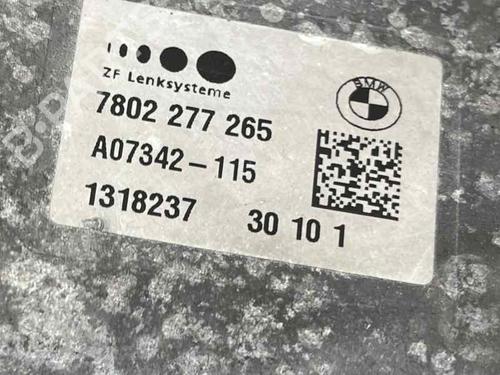 ZF Lenksysteme
BMW
7802 277 265
A07342-115
1318237 30 10 1